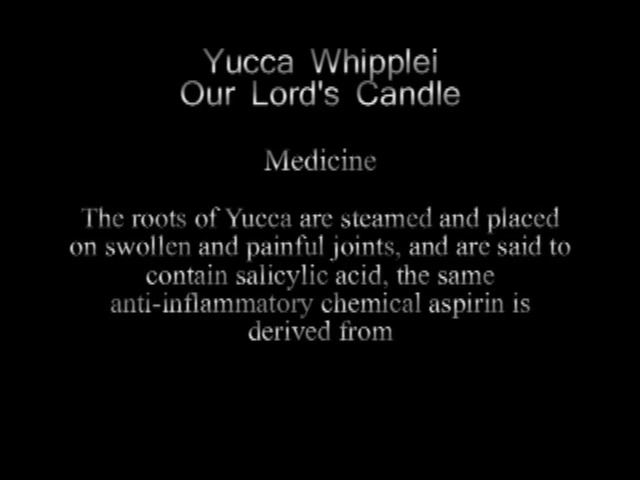 Yucca Whipplei
Our Lord's Candle
Medicine
The roots of Yucca are steamed and placed
on swollen and painful joints, and are said to
contain salicylic acid, the same
anti-inflammatory chemical aspirin is
derived from